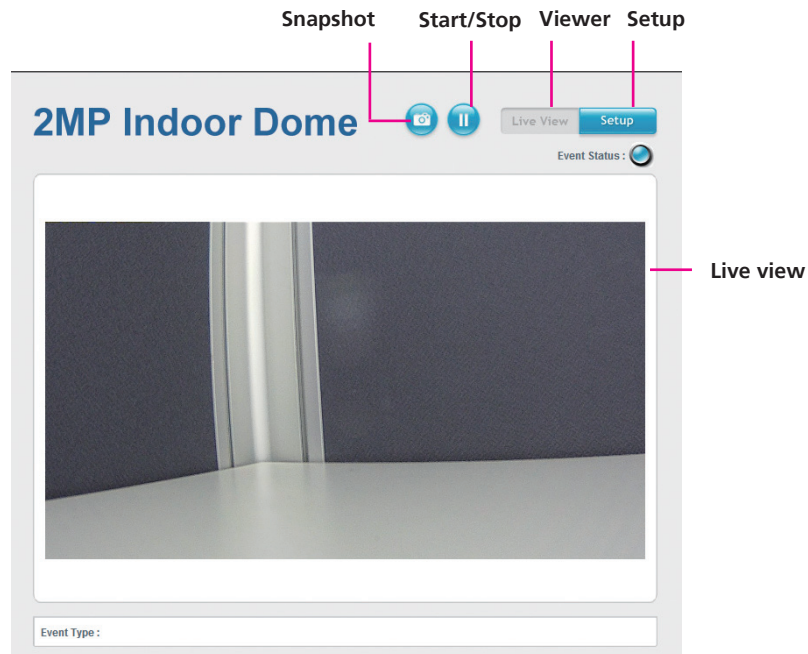 Snapshot Start/Stop Viewer Setup
2MP Indoor Dome
Live View Setup
Event Status :
Live view
Event Type :